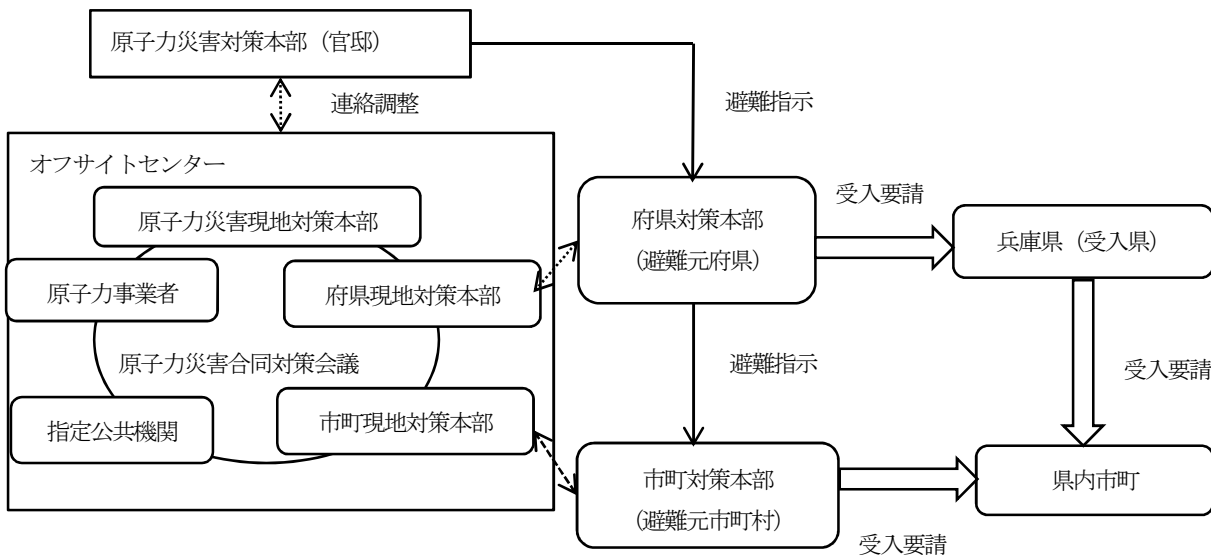 原子力災害対策本部（官邸）
連絡調整
避難指示
オフサイトセンター
原子力災害現地対策本部
原子力事業者
府県現地対策本部
原子力災害合同対策会議
指定公共機関
市町現地対策本部
府県対策本部
（避難元府県）
受入要請
兵庫県（受入県）
避難指示
受入要請
市町対策本部
（避難元市町村）
県内市町
受入要請